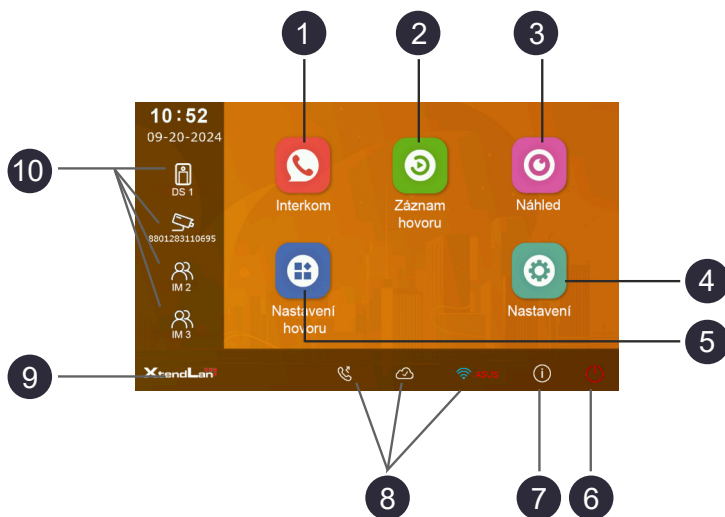 1
2
3
10:52
09-20-2024
10
DS 1
Interkom
Záznam
hovoru
Náhled
8801283110695
IM 2
4
Nastavení
hovoru
Nastavení
IM 3
5
9
XtendLan
ASUS
8
7
6